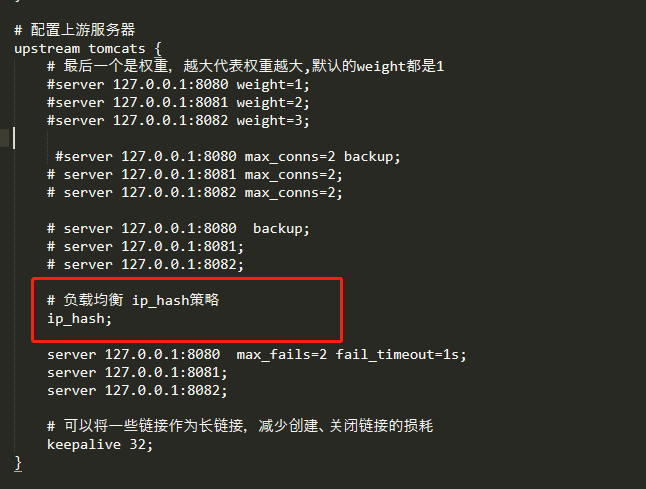 # 配置上游服务器
upstream tomcats {
# 最后一个是权重，越大代表权重越大,默认的weight都是1
#server 127.0.0.1:8080 weight=1;
#server 127.0.0.1:8081 weight=2;
#server 127.0.0.1:8082 weight=3;
#server 127.0.0.1:8080 max_conns=2 backup;
# server 127.0.0.1:8081 max_conns=2;
# server 127.0.0.1:8082 max_conns=2;
# server 127.0.0.1:8080  backup;
# server 127.0.0.1:8081;
# server 127.0.0.1:8082;
# 负载均衡 ip_hash策略
ip_hash;
server 127.0.0.1:8080  max_fails=2 fail_timeout=1s;
server 127.0.0.1:8081;
server 127.0.0.1:8082;
# 可以将一些链接作为长链接，减少创建、关闭链接的损耗
keepalive 32;
}